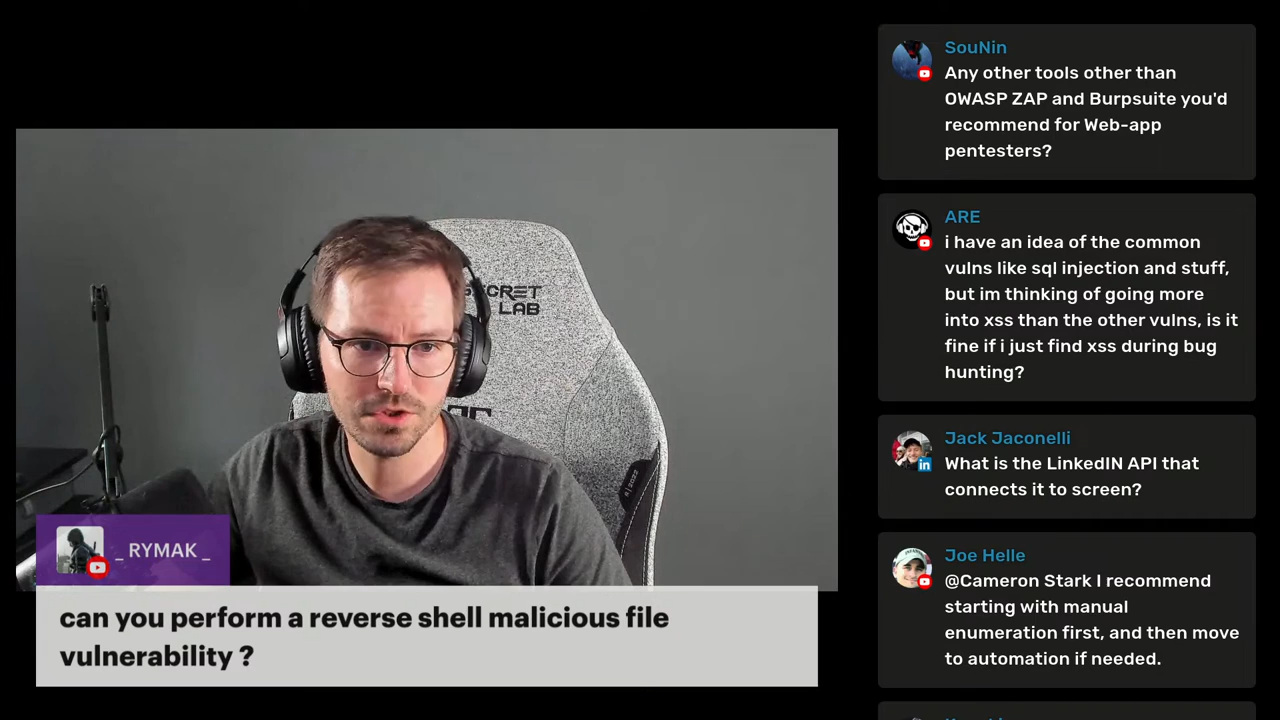 SECRET
LAB
_ RYMAK _
can you perform a reverse shell malicious file
vulnerability ?
SouNin
Any other tools other than
OWASP ZAP and Burpsuite you'd
recommend for Web-app
pentesters?
ARE
i have an idea of the common
vulns like sql injection and stuff,
but im thinking of going more
into xss than the other vulns, is it
fine if i just find xss during bug
hunting?
Jack Jaconelli
in
What is the LinkedIN API that
connects it to screen?
Joe Helle
@Cameron Stark I recommend
starting with manual
enumeration first, and then move
to automation if needed.